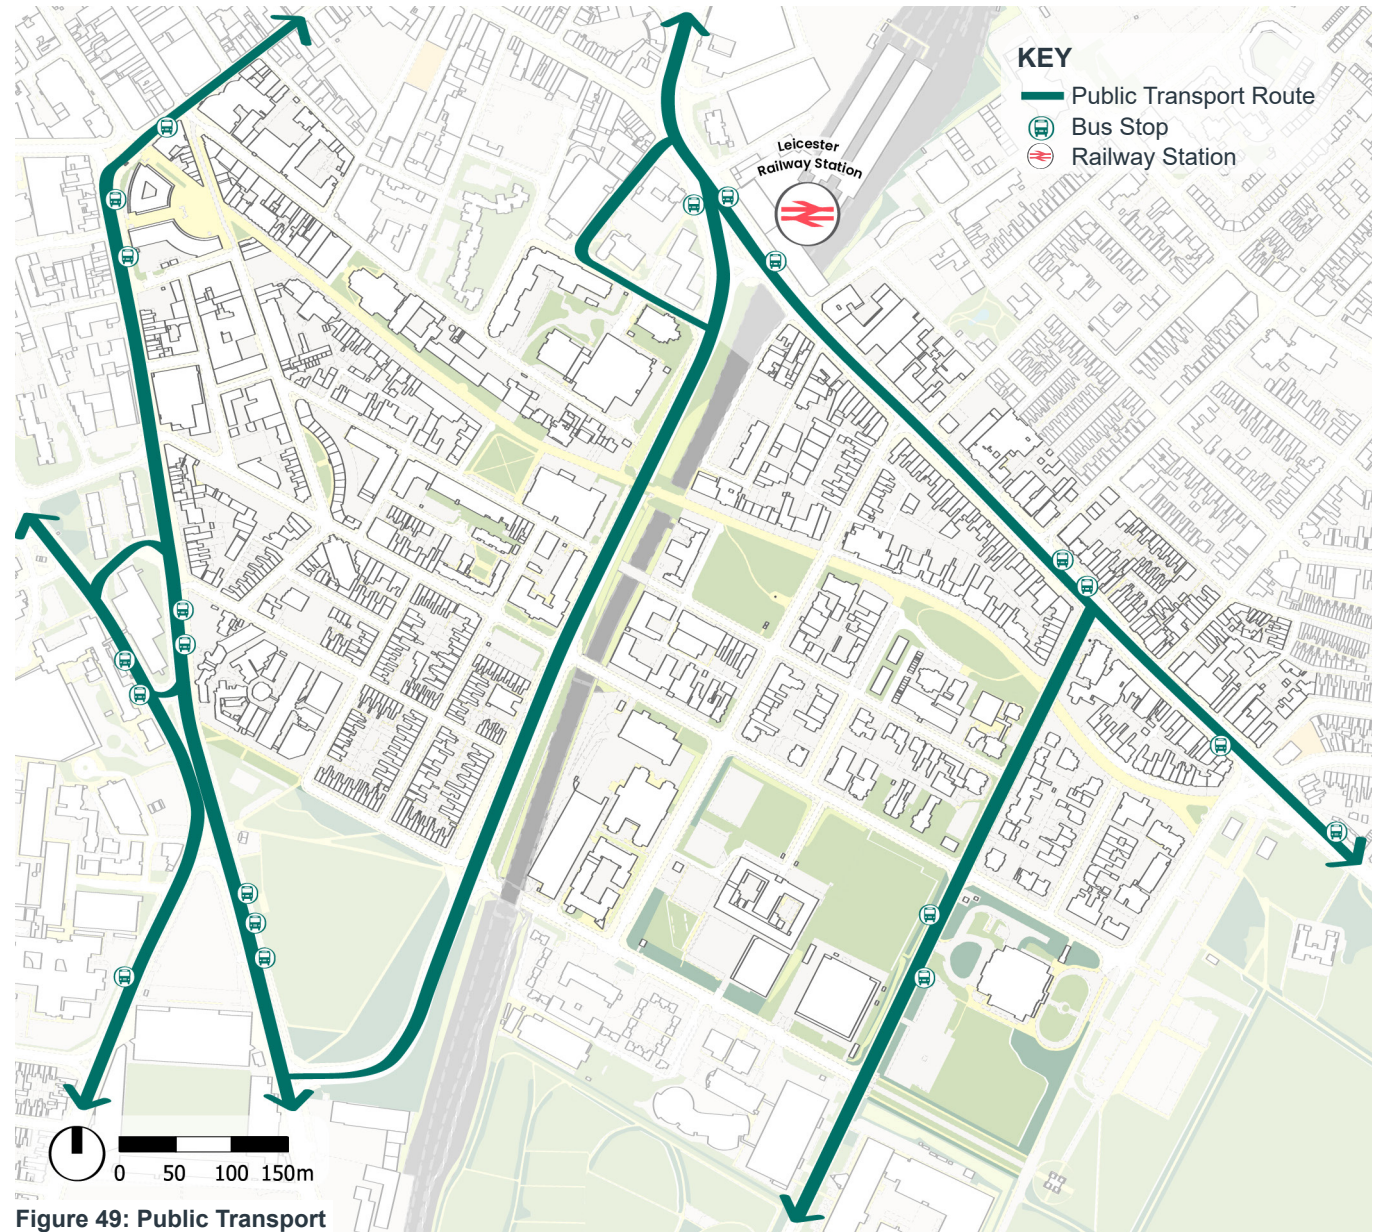 KEY
Public Transport Route
Bus Stop
Railway Station
Leicester
Railway Station
0 50 100 150m
Figure 49: Public Transport